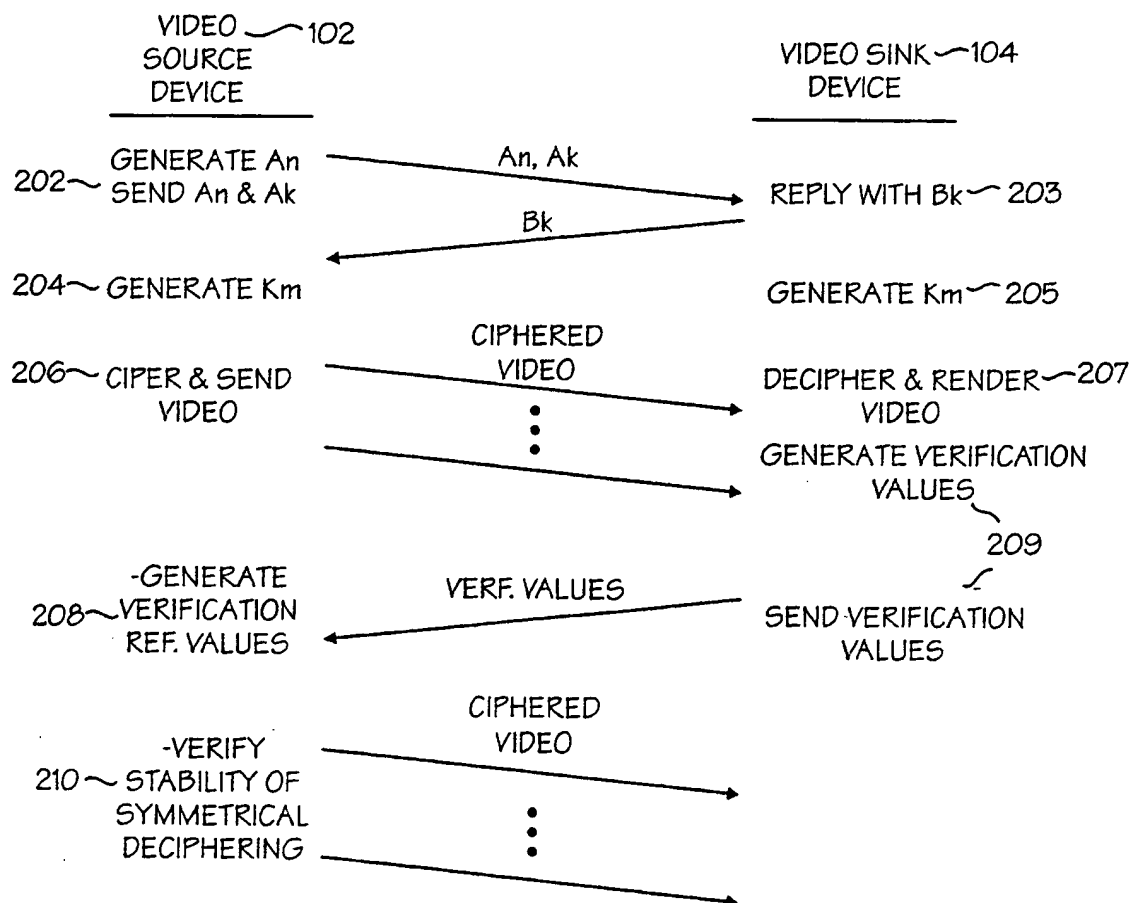 VIDEO 102
SOURCE
DEVICE
VIDEO SINK 104
DEVICE
GENERATE An
202 SEND An & Ak
An, Ak
REPLY WITH Bk 203
Bk
204 GENERATE Km
GENERATE Km 205
CIPHERED
VIDEO
206 CIPER & SEND
VIDEO
DECIPHER & RENDER 207
VIDEO
GENERATE VERIFICATION
VALUES
209
-GENERATE
208 VERIFICATION
REF. VALUES
VERF. VALUES
SEND VERIFICATION
VALUES
CIPHERED
VIDEO
-VERIFY
210 STABILITY OF
SYMMETRICAL
DECIPHERING